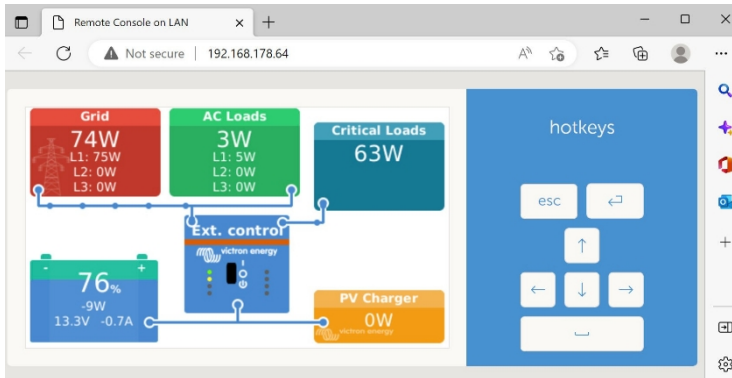 Remote Console on LAN
Not secure | 192.168.178.64
Grid
74W
L1: 75W
L2: 0W
L3: 0W
AC Loads
3W
L1: 5W
L2: 0W
L3: 0W
Critical Loads
63W
Ext. control
victron energy
76%
-9W
13.3V -0.7A
PV Charger
0W
victron energy
hotkeys
esc